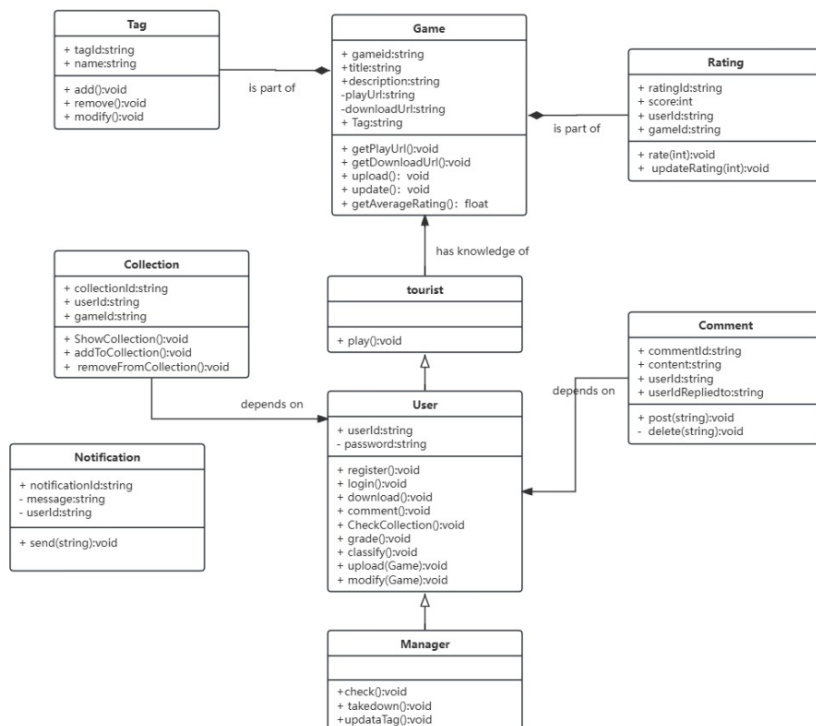 Tag
+ tagId:string
+ name:string
+ add():void
+ remove():void
+ modify():void
is part of
Game
+ gameid:string
+title:string
+description:string
-playUrl:string
-downloadUrl:string
+ Tag:string
+ getPlayUrl():void
+ getDownloadUrl():void
+ upload()：void
+ update()：void
+ getAverageRating()：float
is part of
Rating
+ ratingId:string
+ score:int
+ userId:string
+ gameId:string
+ rate(int):void
+ updateRating(int):void
has knowledge of
Collection
+ collectionId:string
+ userId:string
+ gameId:string
+ ShowCollection():void
+ addToCollection():void
+ removeFromCollection():void
tourist
+ play():void
Comment
+ commentId:string
+ content:string
+ userId:string
+ userIdRepliedto:string
+ post(string):void
- delete(string):void
depends on
depends on
User
+ userId:string
- password:string
+ register():void
+ login():void
+ download():void
+ comment():void
+ CheckCollection():void
+ grade():void
+ classify():void
+ upload(Game):void
+ modify(Game):void
Notification
+ notificationId:string
- message:string
- userId:string
+ send(string):void
Manager
+check():void
+ takedown():void
+updataTag():void